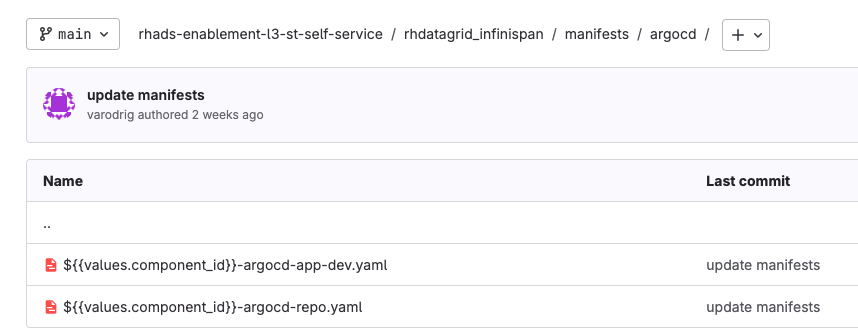 main rhads-enablement-l3-st-self-service / rhdatagrid_infinispan / manifests / argocd / +
update manifests
varodrig authored 2 weeks ago
Name Last commit
..
${{values.component_id}}-argocd-app-dev.yaml update manifests
${{values.component_id}}-argocd-repo.yaml update manifests